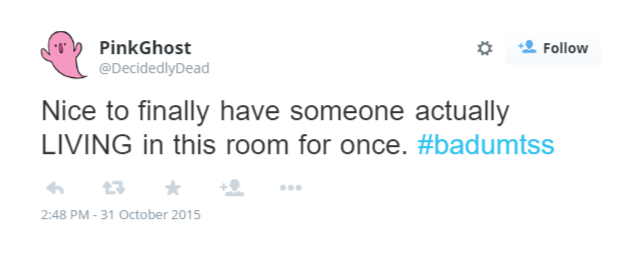 PinkGhost
@DecidedlyDead
Follow
Nice to finally have someone actually
LIVING in this room for once. #badumtss
2:48 PM - 31 October 2015